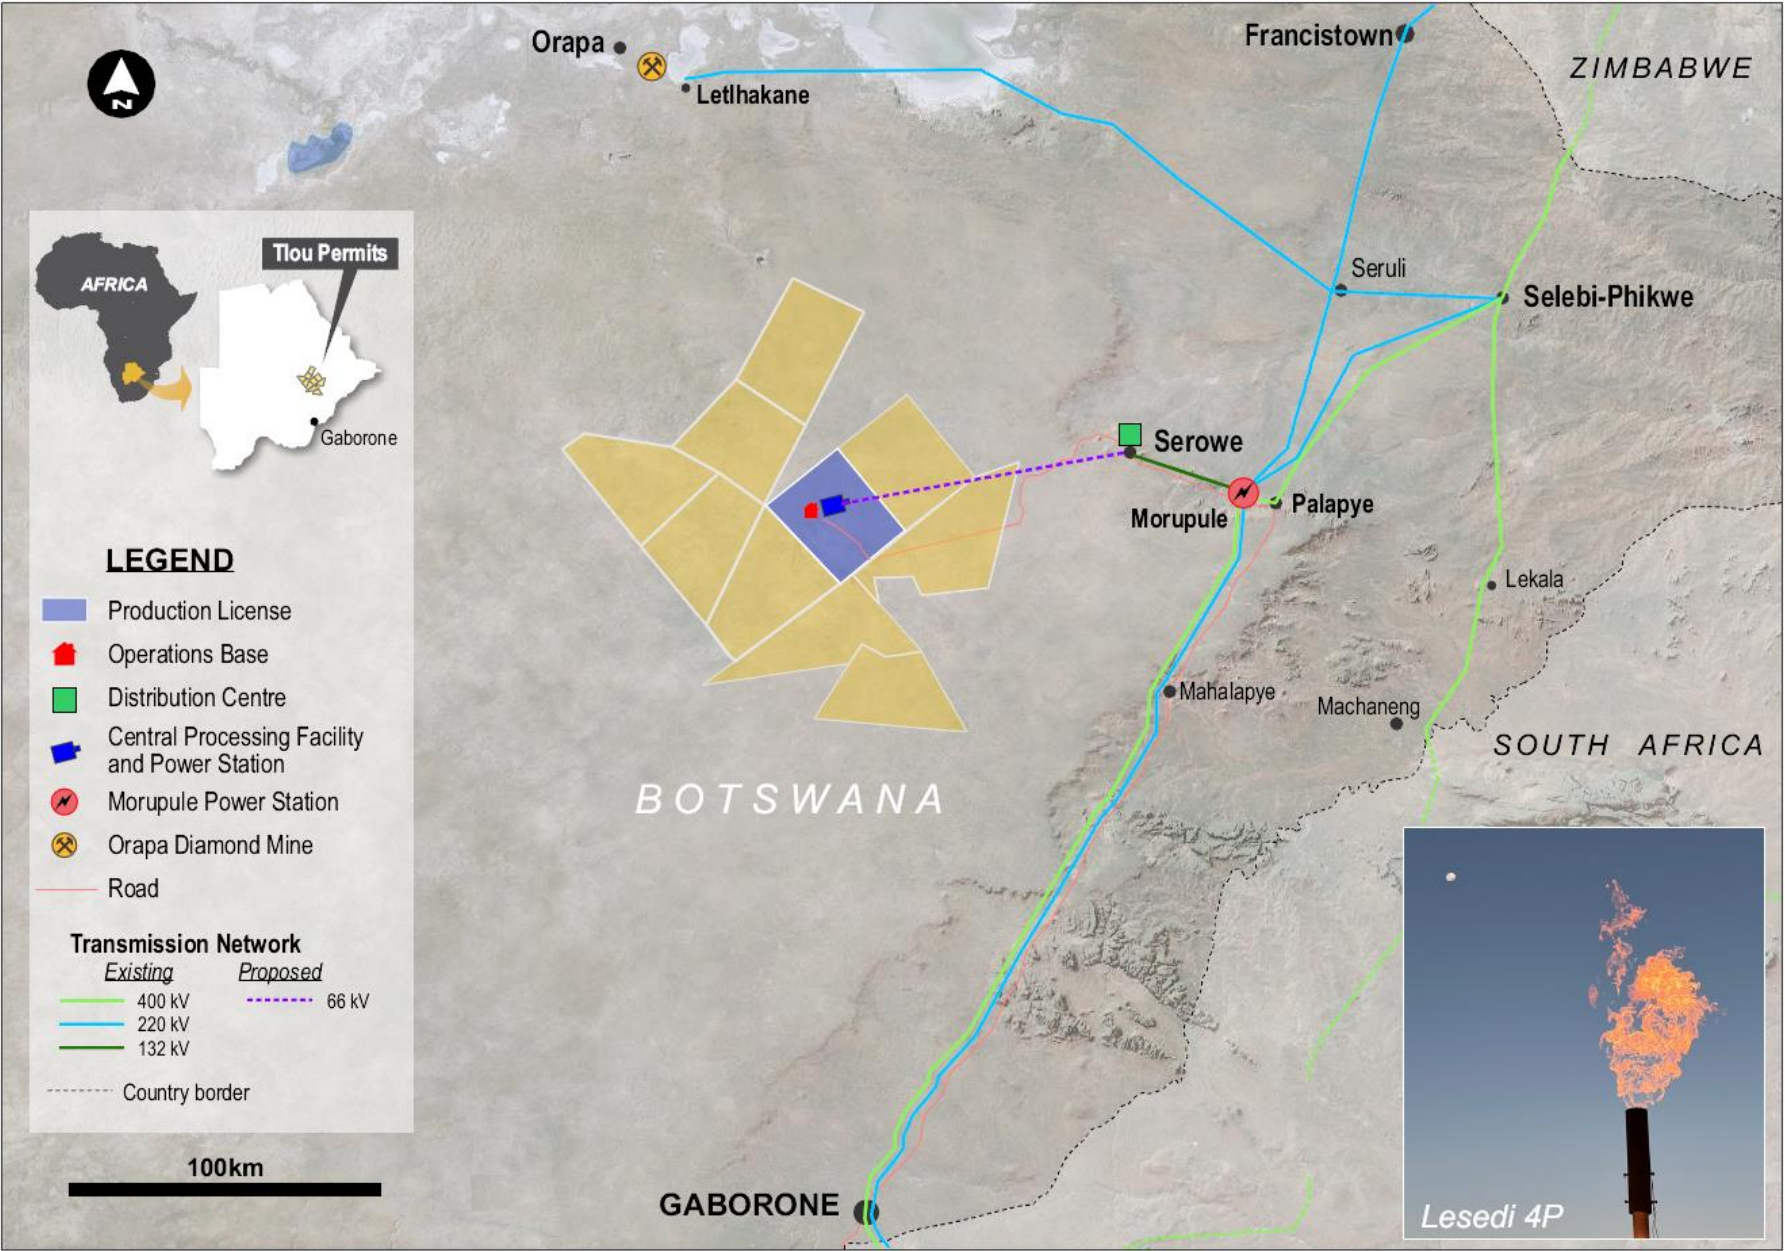 Orapa
Letlhakane
Francistown
ZIMBABWE
N
Tlou Permits
AFRICA
Gaborone
Seruli
Selebi-Phikwe
Serowe
Morupule
Palapye
Lekala
Mahalapye
Machaneng
SOUTH AFRICA
BOTSWANA
GABORONE
LEGEND
Production License
Operations Base
Distribution Centre
Central Processing Facility
and Power Station
Morupule Power Station
Orapa Diamond Mine
Road
Transmission Network
Existing Proposed
400 kV 66 kV
220 kV
132 kV
Country border
100km
Lesedi 4P